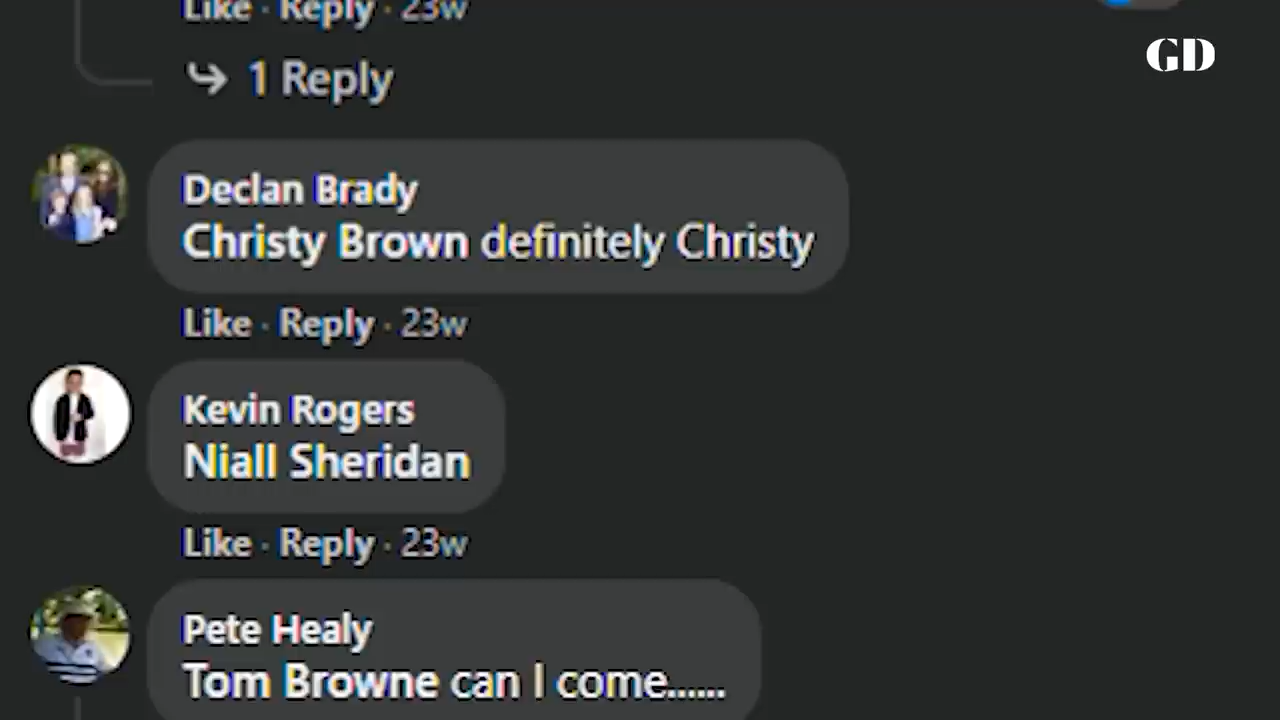 Like · Reply · 23w
GD
1 Reply
Declan Brady
Christy Brown definitely Christy
Like · Reply · 23w
Kevin Rogers
Niall Sheridan
Like · Reply · 23w
Pete Healy
Tom Browne can I come......